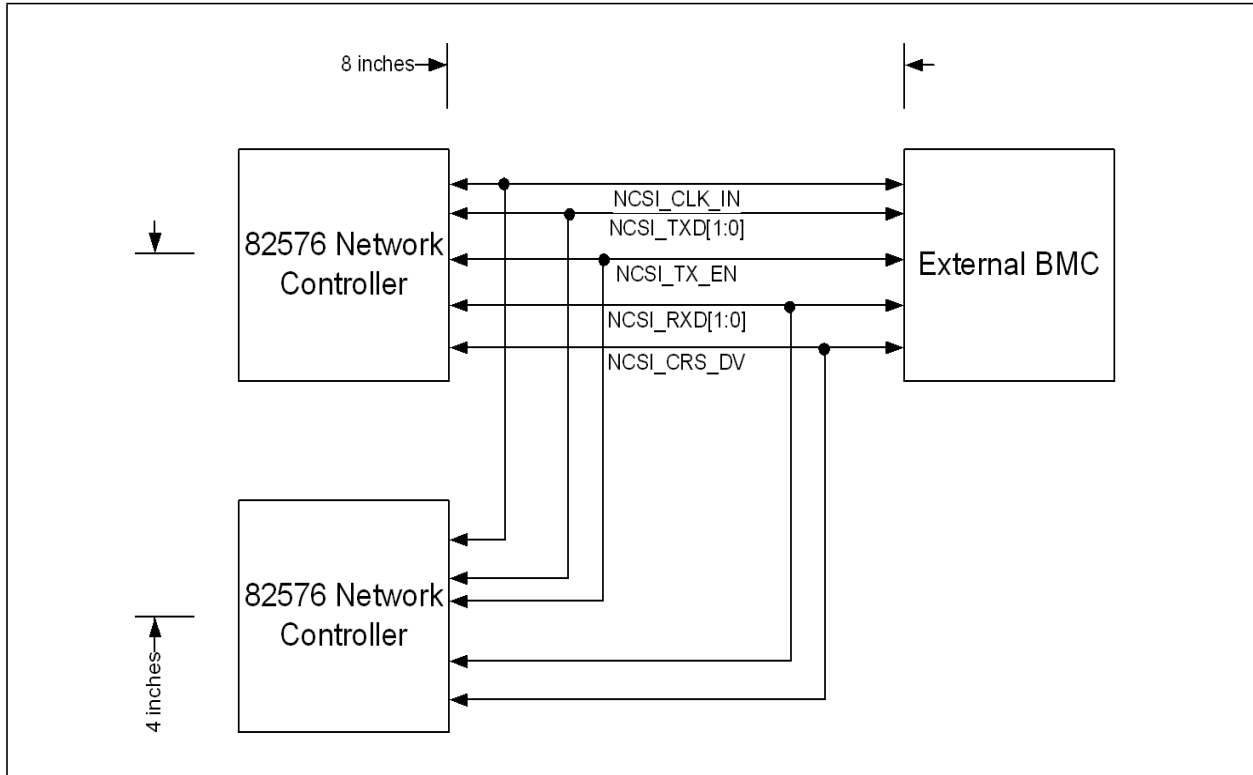 8 inches
NCSI_CLK_IN
NCSI_TXD[1:0]
NCSI_TX_EN
NCSI_RXD[1:0]
NCSI_CRS_DV
82576 Network
Controller
External BMC
82576 Network
Controller
4 inches